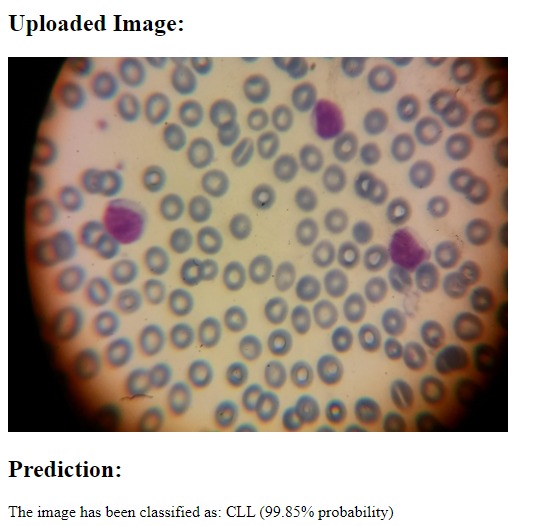 Uploaded Image:
Prediction:
The image has been classified as: CLL (99.85% probability)